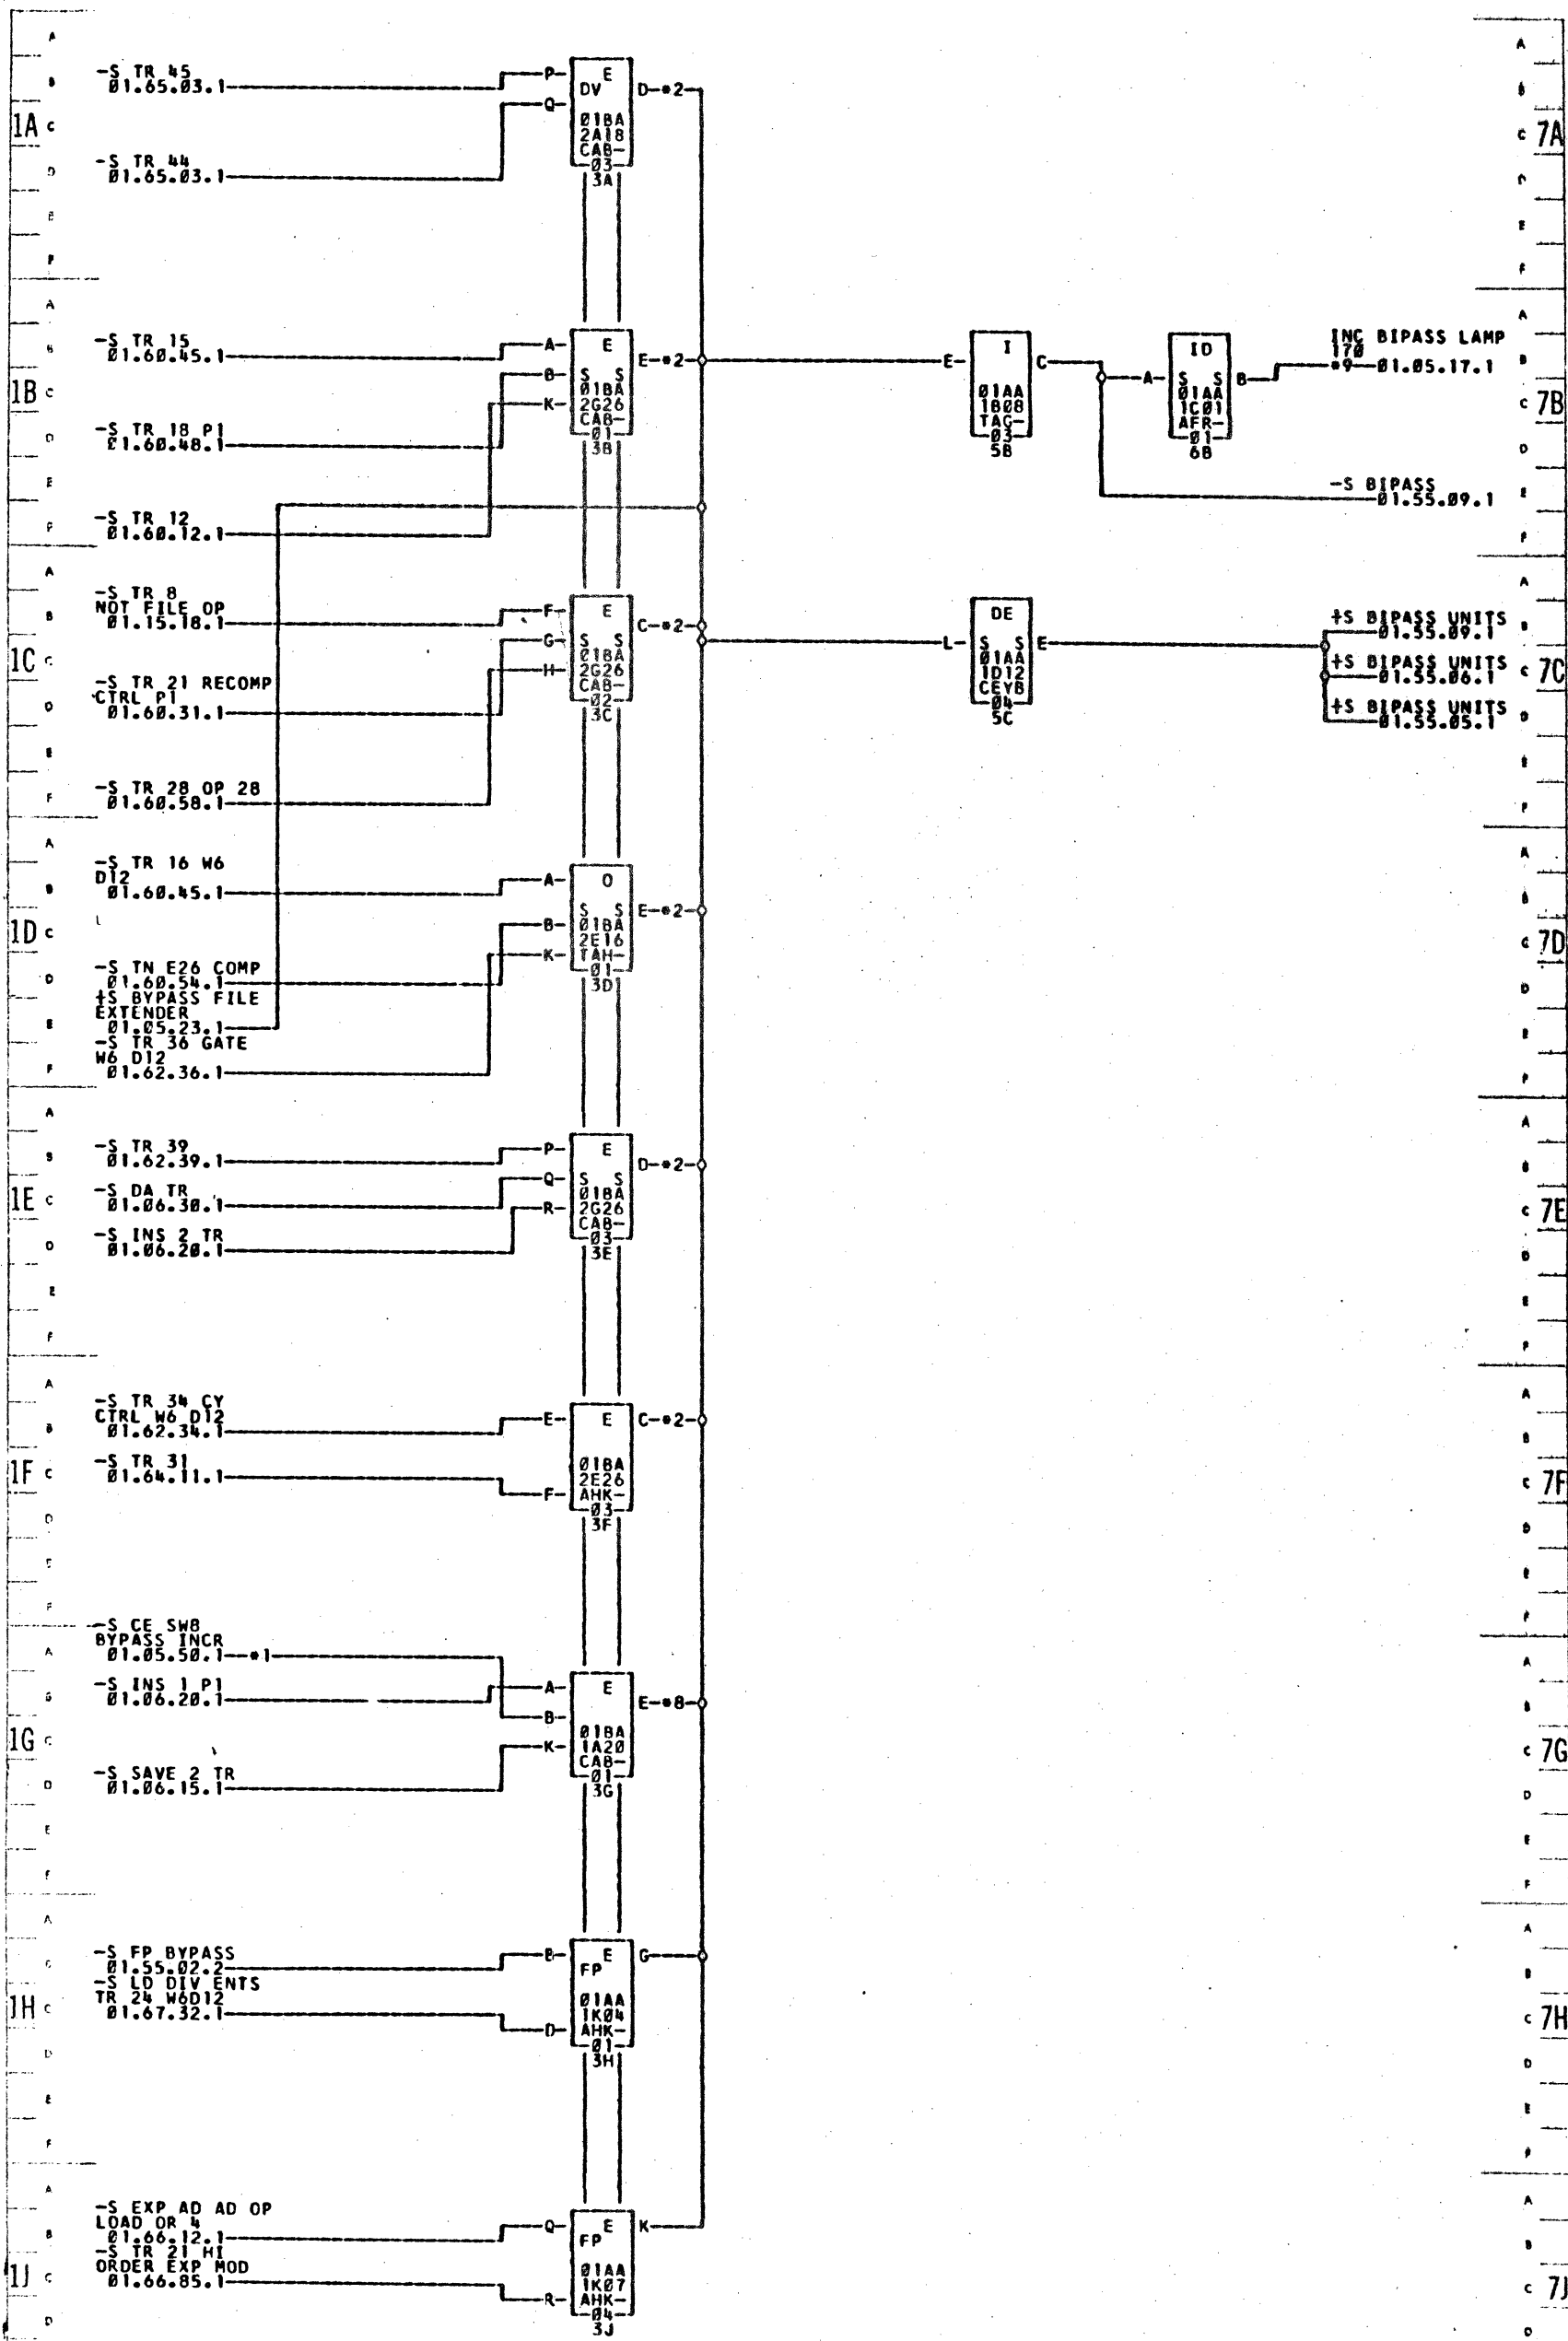 -S TR 45
01.65.03.1
-S TR 44
01.65.03.1
P
Q
E
DV
01BA
2A18
CAB-
03
3A
D *2
1A
7A
-S TR 15
01.60.45.1
-S TR 18 P1
01.60.48.1
-S TR 12
01.60.12.1
A
B
K
E
S S
01BA
2G26
CAB-
01
3B
E *2
E
I
01AA
1B08
TAG-
03
5B
C
A
ID
S S
01AA
1C01
AFR-
01
6B
B
INC BIPASS LAMP
170
*9 01.05.17.1
-S BIPASS
01.55.09.1
1B
7B
-S TR 8
NOT FILE OP
01.15.18.1
-S TR 21 RECOMP
CTRL P1
01.60.31.1
-S TR 28 OP 28
01.60.58.1
F
G
H
E
S S
01BA
2G26
CAB-
02
3C
C *2
L
DE
S S
01AA
1D12
CEYB
04
5C
E
+S BIPASS UNITS
01.55.09.1
+S BIPASS UNITS
01.55.06.1
+S BIPASS UNITS
01.55.05.1
1C
7C
-S TR 16 W6
D12
01.60.45.1
-S TN E26 COMP
01.60.54.1
+S BYPASS FILE
EXTENDER
01.05.23.1
-S TR 36 GATE
W6 D12
01.62.36.1
A
B
K
O
S S
01BA
2E16
TAH-
01
3D
E *2
1D
7D
-S TR 39
01.62.39.1
-S DA TR
01.06.30.1
-S INS 2 TR
01.06.20.1
P
Q
R
E
S S
01BA
2G26
CAB-
03
3E
D *2
1E
7E
-S TR 34 CY
CTRL W6 D12
01.62.34.1
-S TR 31
01.64.11.1
E
F
E
01BA
2E26
AHK-
03
3F
C *2
1F
7F
-S CE SW8
BYPASS INCR
01.05.50.1 *1
-S INS 1 P1
01.06.20.1
-S SAVE 2 TR
01.06.15.1
A
B
K
E
01BA
1A20
CAB-
01
3G
E *8
1G
7G
-S FP BYPASS
01.55.02.2
-S LD DIV ENTS
TR 24 W6D12
01.67.32.1
B
D
E
FP
01AA
1K04
AHK-
01
3H
G
1H
7H
-S EXP AD AD OP
LOAD OR 4
01.66.12.1
-S TR 21 HI
ORDER EXP MOD
01.66.85.1
Q
R
E
FP
01AA
1K07
AHK-
04
3J
K
1J
7J